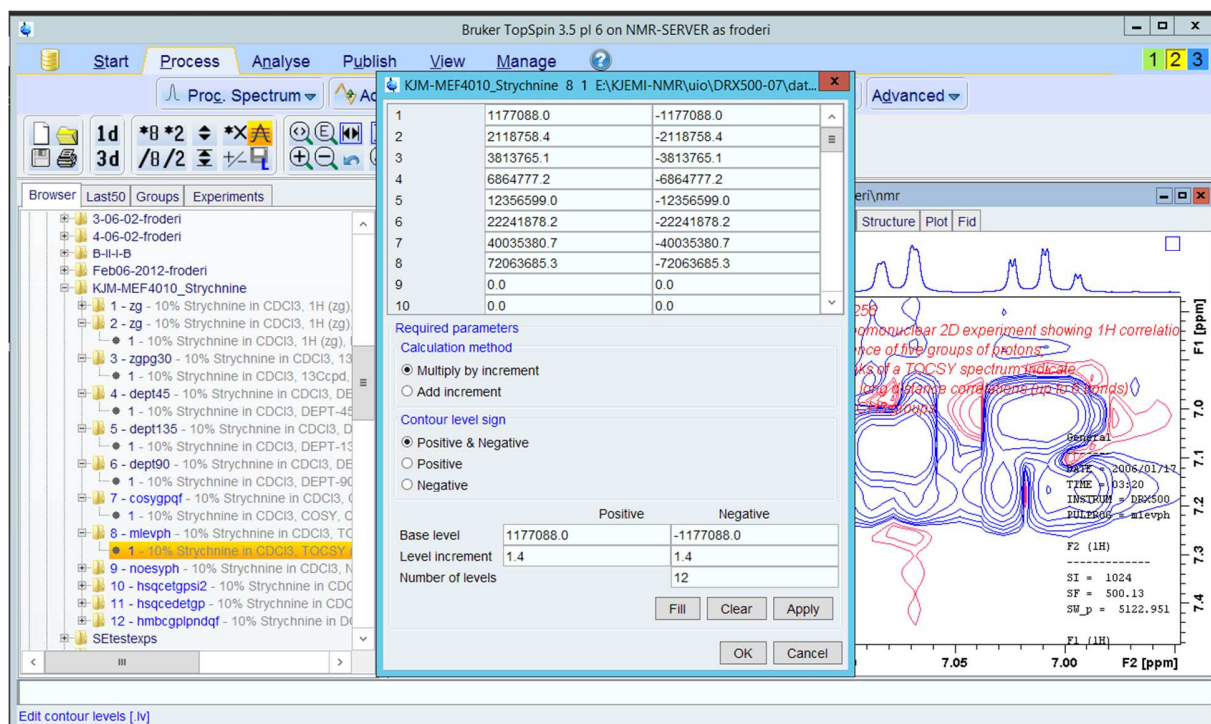 Bruker TopSpin 3.5 pl 6 on NMR-SERVER as froderi
Start Process Analyse Publish View Manage ?
1 2 3
Proc. Spectrum
Advanced
1d *8 *2 *X
3d /8 /2 +/- L
E
Browser Last50 Groups Experiments
3-06-02-froderi
4-06-02-froderi
B-II-I-B
Feb06-2012-froderi
KJM-MEF4010_Strychnine
1 - zg - 10% Strychnine in CDCl3, 1H (zg),
2 - zg - 10% Strychnine in CDCl3, 1H (zg),
1 - 10% Strychnine in CDCl3, 1H (zg),
3 - zgpg30 - 10% Strychnine in CDCl3, 13
1 - 10% Strychnine in CDCl3, 13Ccpd,
4 - dept45 - 10% Strychnine in CDCl3, DE
1 - 10% Strychnine in CDCl3, DEPT-45
5 - dept135 - 10% Strychnine in CDCl3, D
1 - 10% Strychnine in CDCl3, DEPT-13
6 - dept90 - 10% Strychnine in CDCl3, DE
1 - 10% Strychnine in CDCl3, DEPT-90
7 - cosygpqf - 10% Strychnine in CDCl3, C
1 - 10% Strychnine in CDCl3, COSY, C
8 - mlevph - 10% Strychnine in CDCl3, TO
1 - 10% Strychnine in CDCl3, TOCSY
9 - noesyph - 10% Strychnine in CDCl3, N
10 - hsqcetgpsi2 - 10% Strychnine in CDC
11 - hsqcedetgp - 10% Strychnine in CDC
12 - hmbcgplpndqf - 10% Strychnine in DC
SEtestexps
KJM-MEF4010_Strychnine 8 1 E:\KJEMI-NMR\uio\DRX500-07\dat...
1 1177088.0 -1177088.0
2 2118758.4 -2118758.4
3 3813765.1 -3813765.1
4 6864777.2 -6864777.2
5 12356599.0 -12356599.0
6 22241878.2 -22241878.2
7 40035380.7 -40035380.7
8 72063685.3 -72063685.3
9 0.0 0.0
10 0.0 0.0
Required parameters
Calculation method
Multiply by increment
Add increment
Contour level sign
Positive & Negative
Positive
Negative
Positive Negative
Base level 1177088.0 -1177088.0
Level increment 1.4 1.4
Number of levels 12
Fill Clear Apply
OK Cancel
eri\nmr
Structure Plot Fid
256
omonuclear 2D experiment showing 1H correlatio
nce of five groups of protons;
ks of a TOCSY spectrum indicate
long distance correlations (up to 6 bonds)
groups
General
DATE = 2006/01/17
TIME = 03:20
INSTRUM = DRX500
PULPROG = mlevph
F2 (1H)
SI = 1024
SF = 500.13
SW_p = 5122.951
F1 (1H)
F1 [ppm]
7.0
7.1
7.2
7.3
7.4
7.05 7.00 F2 [ppm]
Edit contour levels [.lv]